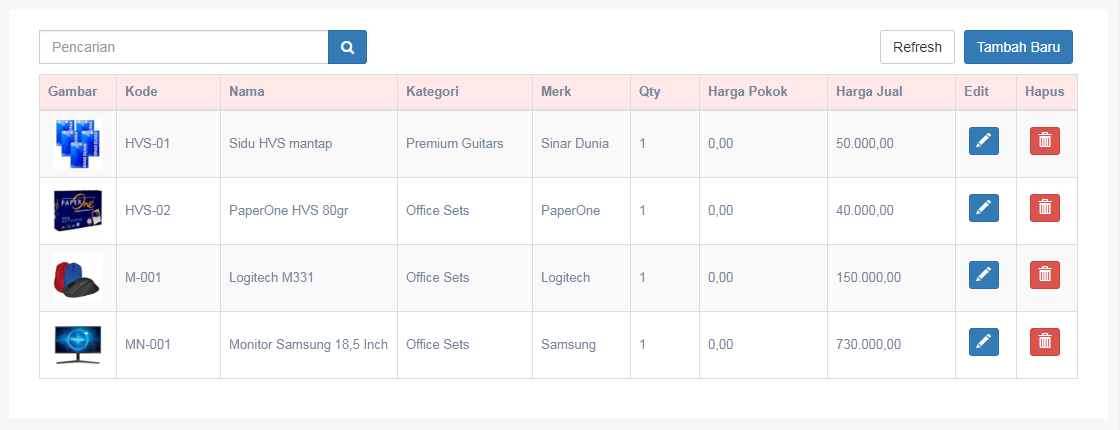 Pencarian Refresh Tambah Baru
Gambar Kode Nama Kategori Merk Qty Harga Pokok Harga Jual Edit Hapus
HVS-01 Sidu HVS mantap Premium Guitars Sinar Dunia 1 0,00 50.000,00
PAPER One
HVS-02 PaperOne HVS 80gr Office Sets PaperOne 1 0,00 40.000,00
M-001 Logitech M331 Office Sets Logitech 1 0,00 150.000,00
MN-001 Monitor Samsung 18,5 Inch Office Sets Samsung 1 0,00 730.000,00